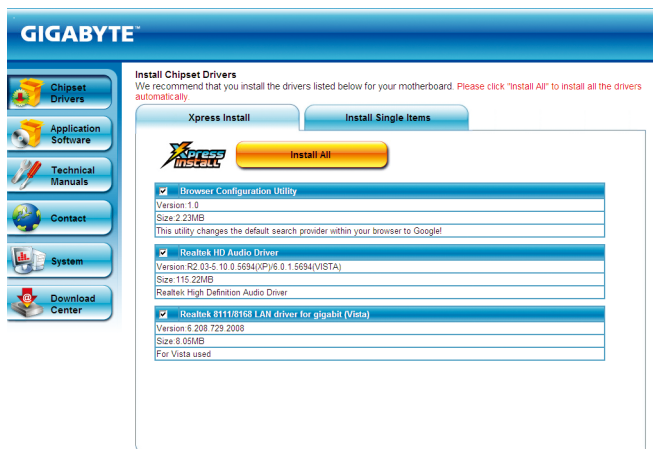 GIGABYTE™
Chipset
Drivers
Application
Software
Technical
Manuals
Contact
System
Download
Center
Install Chipset Drivers
We recommend that you install the drivers listed below for your motherboard. Please click "Install All" to install all the drivers
automatically.
Xpress Install
Install Single Items
Xpress
INSTALL
Install All
Browser Configuration Utility
Version:1.0
Size:2.23MB
This utility changes the default search provider within your browser to Google!
Realtek HD Audio Driver
Version:R2.03-5.10.0.5694(XP)/6.0.1.5694(VISTA)
Size:115.22MB
Realtek High Definition Audio Driver
Realtek 8111/8168 LAN driver for gigabit (Vista)
Version:6.208.729.2008
Size:8.05MB
For Vista used